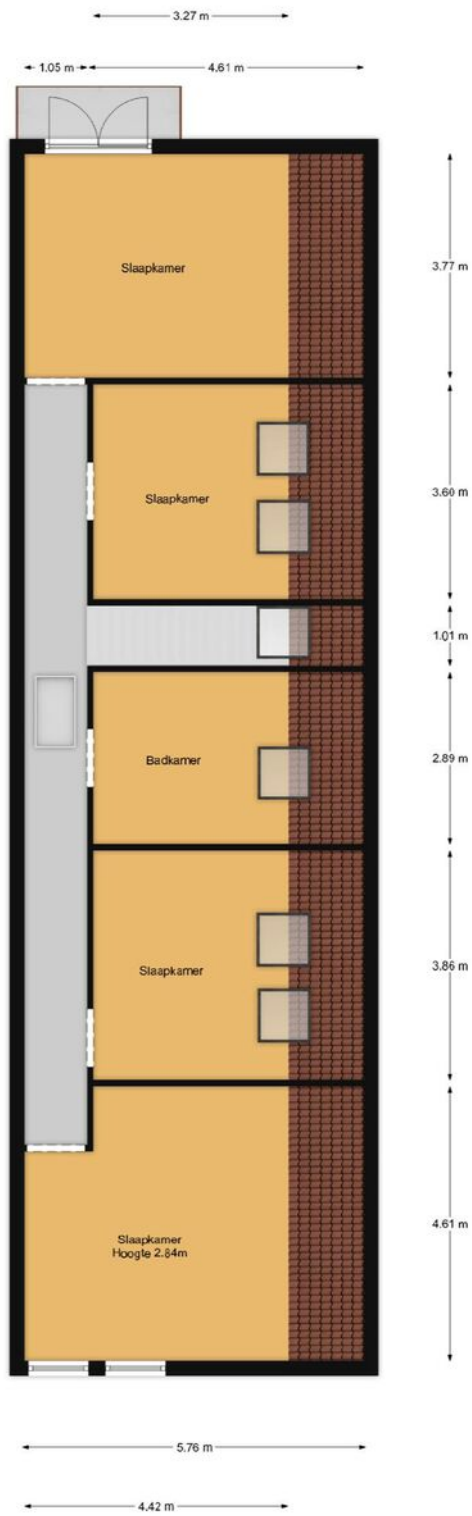 3.27 m
1.05 m
4.61 m
Slaapkamer
3.77 m
Slaapkamer
3.60 m
1.01 m
Badkamer
2.89 m
Slaapkamer
3.86 m
Slaapkamer
Hoogte 2.84m
4.61 m
5.76 m
4.42 m